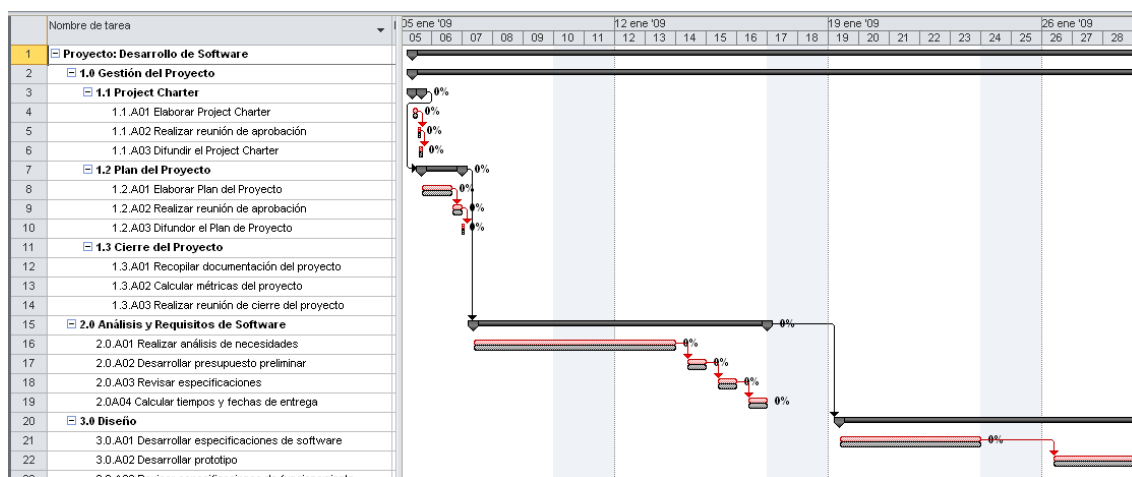 Nombre de tarea
05 ene '09 12 ene '09 19 ene '09 26 ene '09
05 06 07 08 09 10 11 12 13 14 15 16 17 18 19 20 21 22 23 24 25 26 27 28
1 Proyecto: Desarrollo de Software
2 1.0 Gestión del Proyecto
3 1.1 Project Charter 0%
4 1.1.A01 Elaborar Project Charter 0%
5 1.1.A02 Realizar reunión de aprobación 0%
6 1.1.A03 Difundir el Project Charter 0%
7 1.2 Plan del Proyecto 0%
8 1.2.A01 Elaborar Plan del Proyecto 0%
9 1.2.A02 Realizar reunión de aprobación 0%
10 1.2.A03 Difundor el Plan de Proyecto 0%
11 1.3 Cierre del Proyecto
12 1.3.A01 Recopilar documentación del proyecto
13 1.3.A02 Calcular métricas del proyecto
14 1.3.A03 Realizar reunión de cierre del proyecto
15 2.0 Análisis y Requisitos de Software 0%
16 2.0.A01 Realizar análisis de necesidades 0%
17 2.0.A02 Desarrollar presupuesto preliminar 0%
18 2.0.A03 Revisar especificaciones 0%
19 2.0A04 Calcular tiempos y fechas de entrega 0%
20 3.0 Diseño
21 3.0.A01 Desarrollar especificaciones de software 0%
22 3.0.A02 Desarrollar prototipo